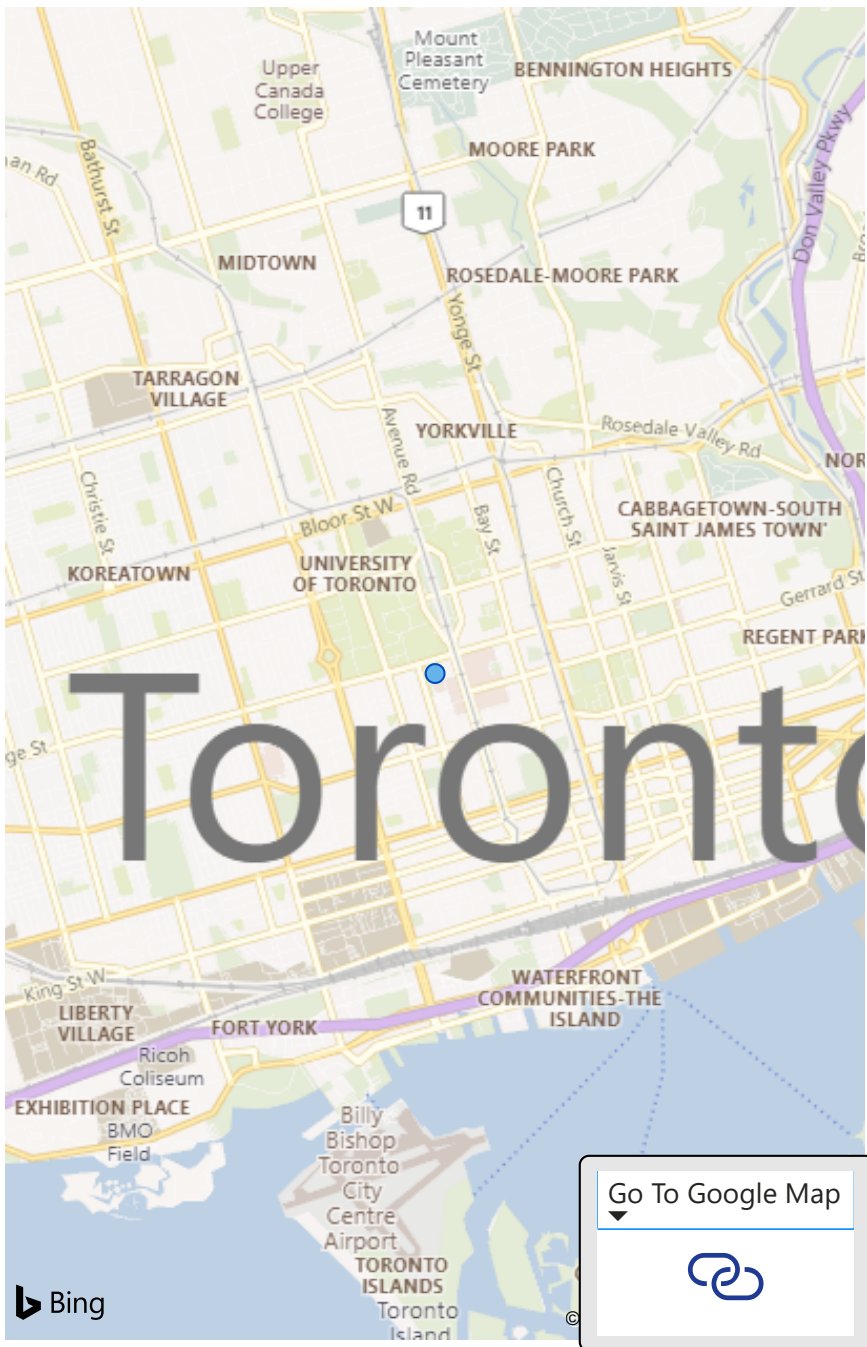 Mount
Pleasant
Cemetery
Upper
Canada
College
BENNINGTON HEIGHTS
Bathurst St
MOORE PARK
Don Valley Pkwy
11
MIDTOWN
ROSEDALE-MOORE PARK
Yonge St
TARRAGON
VILLAGE
Avenue Rd
YORKVILLE
Rosedale Valley Rd
NOR
Christie St
Bloor St W
Bay St
Church St
CABBAGETOWN-SOUTH
SAINT JAMES TOWN'
KOREATOWN
UNIVERSITY
OF TORONTO
Jarvis St
Gerrard St
REGENT PARK
Toronto
ge St
King St W
WATERFRONT
COMMUNITIES-THE
ISLAND
LIBERTY
VILLAGE
FORT YORK
Ricoh
Coliseum
EXHIBITION PLACE
BMO
Field
Billy
Bishop
Toronto
City
Centre
Airport
TORONTO
ISLANDS
Toronto
Island
Go To Google Map
Bing
©